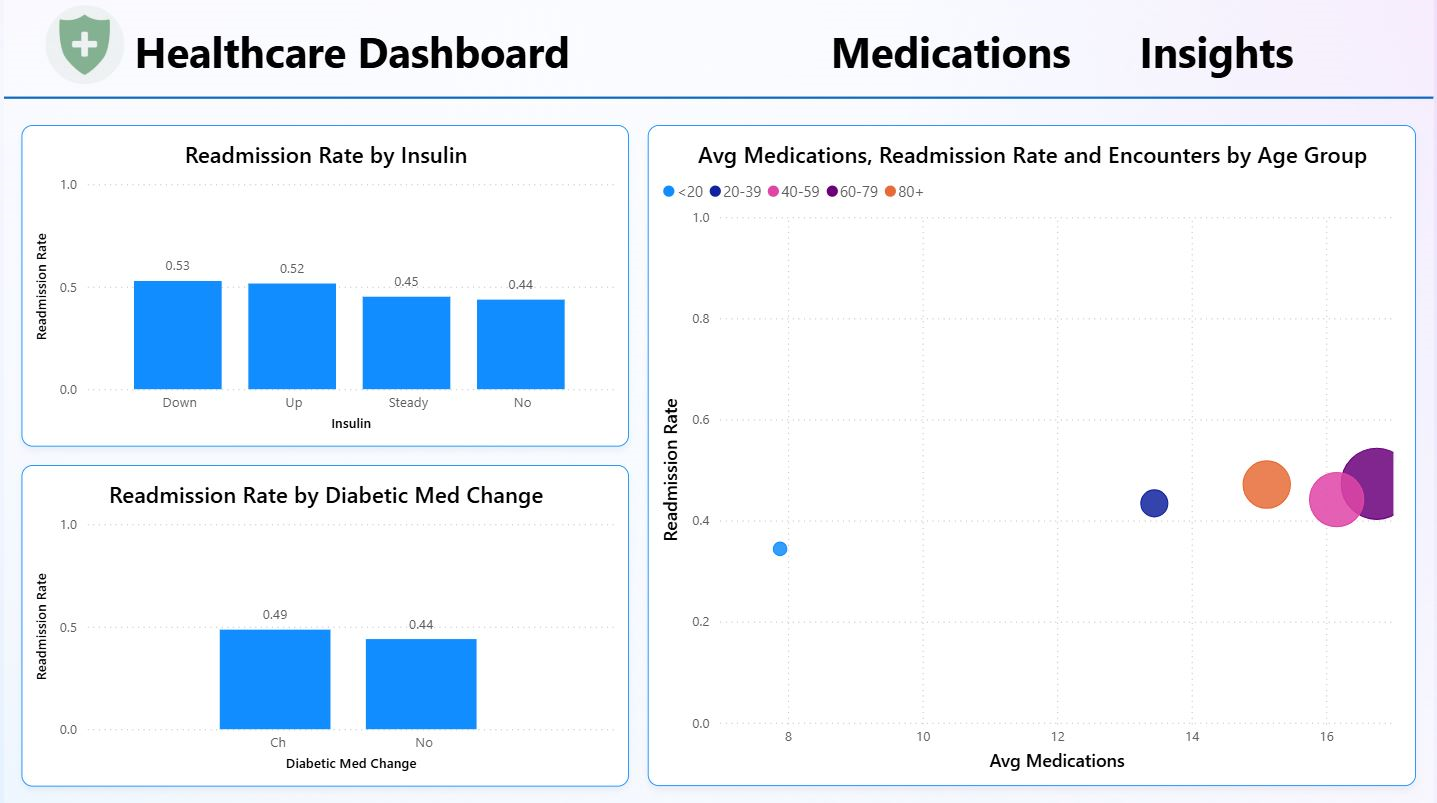 Healthcare Dashboard
Medications Insights
Readmission Rate by Insulin
Readmission Rate
1.0
0.5
0.0
0.53
0.52
0.45
0.44
Down
Up
Steady
No
Insulin
Readmission Rate by Diabetic Med Change
Readmission Rate
1.0
0.5
0.0
0.49
0.44
Ch
No
Diabetic Med Change
Avg Medications, Readmission Rate and Encounters by Age Group
<20 20-39 40-59 60-79 80+
Readmission Rate
1.0
0.8
0.6
0.4
0.2
0.0
8
10
12
14
16
Avg Medications